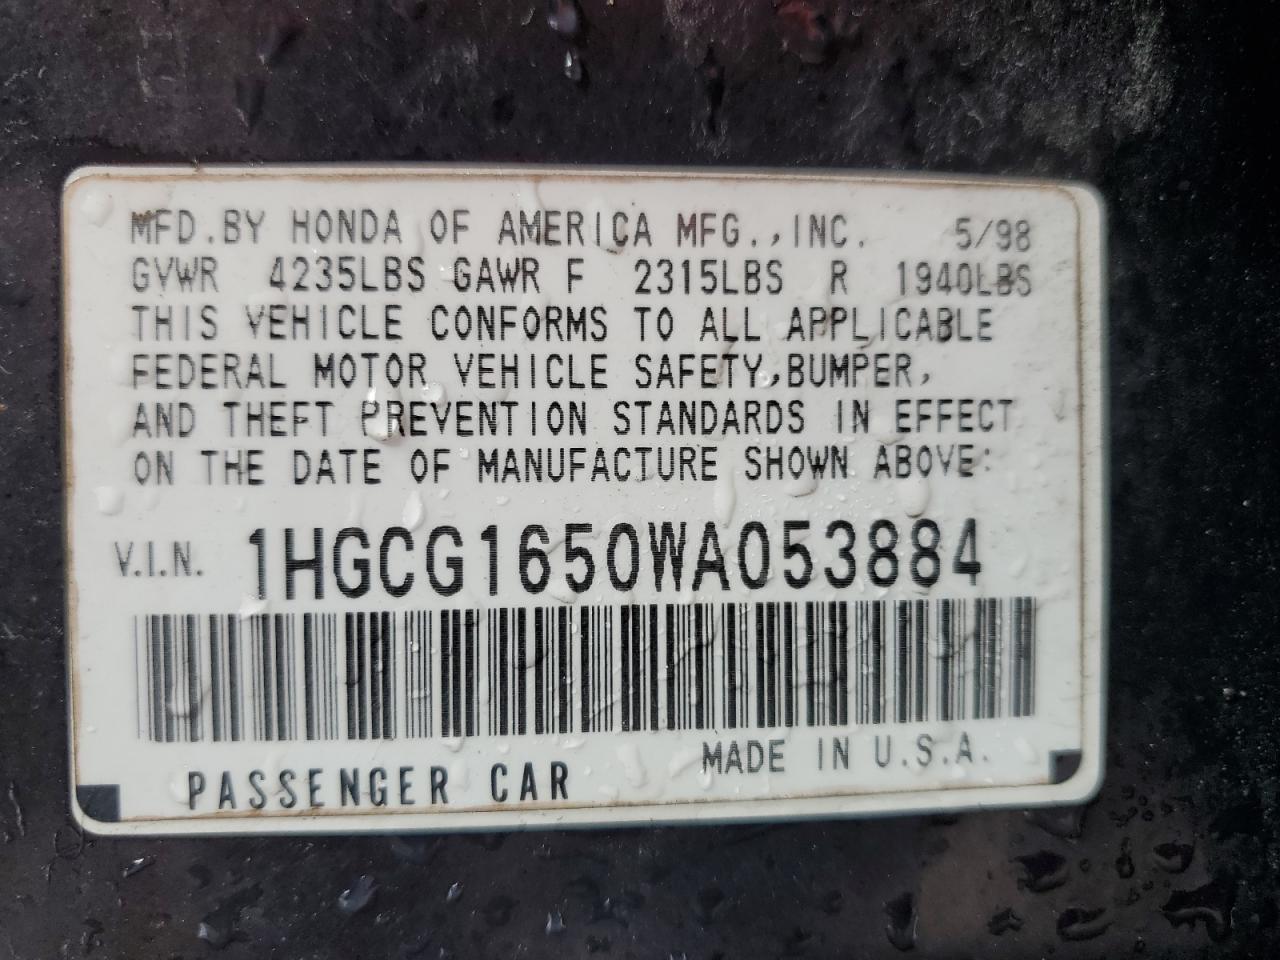 MFD.BY HONDA OF AMERICA MFG.,INC. 5/98
GVWR 4235LBS GAWR F 2315LBS R 1940LBS
THIS VEHICLE CONFORMS TO ALL APPLICABLE
FEDERAL MOTOR VEHICLE SAFETY,BUMPER,
AND THEFT PREVENTION STANDARDS IN EFFECT
ON THE DATE OF MANUFACTURE SHOWN ABOVE:
V.I.N. 1HGCG1650WA053884
MADE IN U.S.A.
PASSENGER CAR